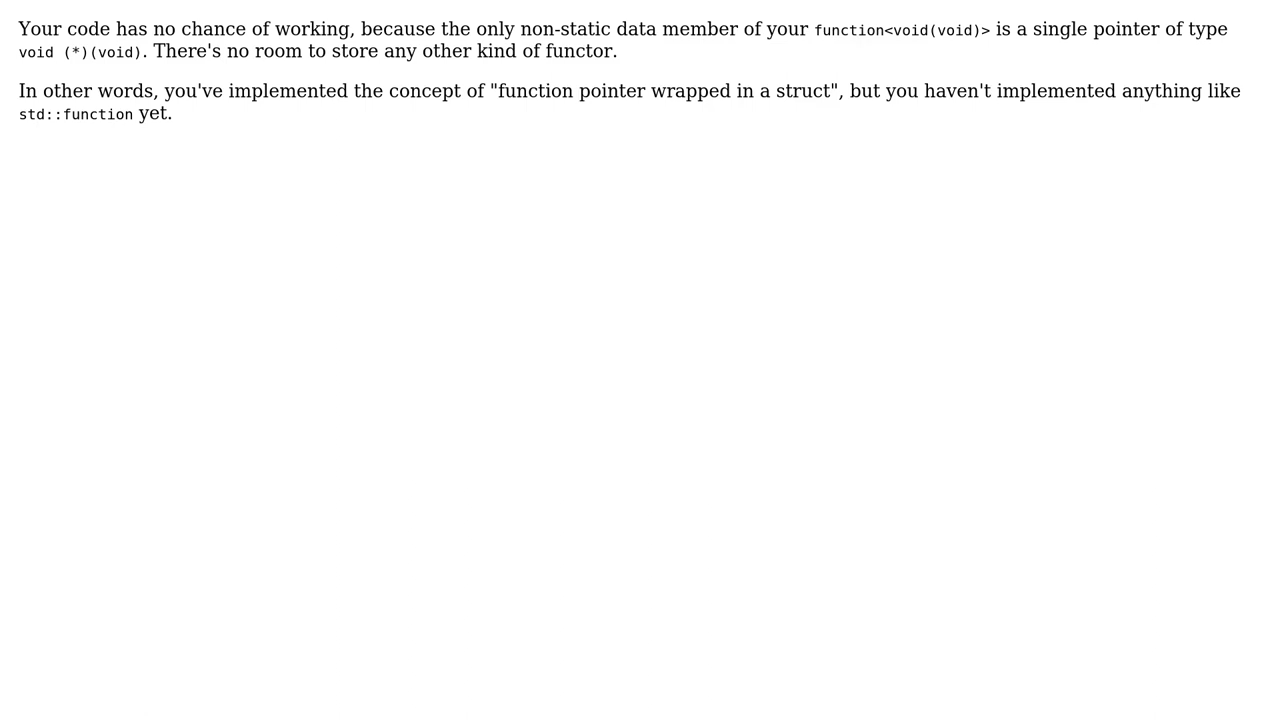 Your code has no chance of working, because the only non-static data member of your function<void(void)> is a single pointer of type
void (*)(void). There's no room to store any other kind of functor.
In other words, you've implemented the concept of "function pointer wrapped in a struct", but you haven't implemented anything like
std::function yet.